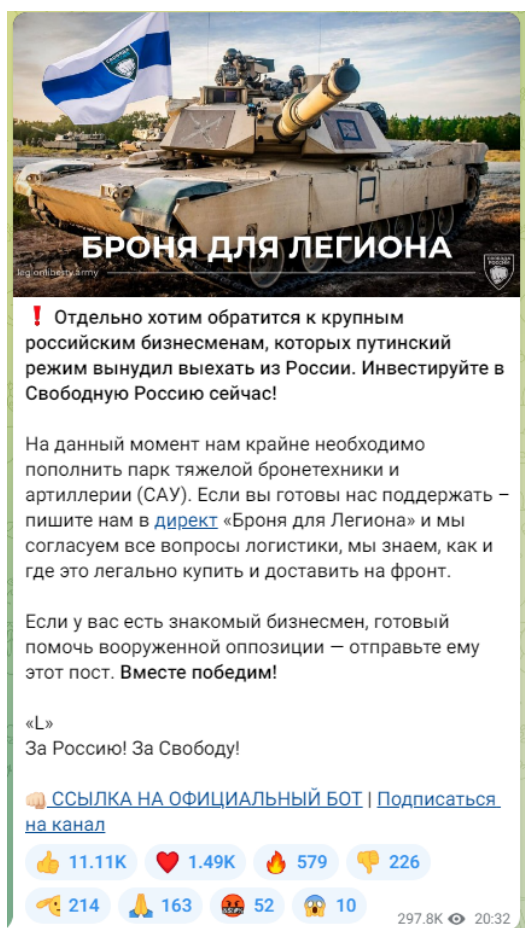 СВОБОДА
БРОНЯ ДЛЯ ЛЕГИОНА
legionliberty.army
СВОБОДА
РОССИИ
❗ Отдельно хотим обратится к крупным
российским бизнесменам, которых путинский
режим вынудил выехать из России. Инвестируйте в
Свободную Россию сейчас!
На данный момент нам крайне необходимо
пополнить парк тяжелой бронетехники и
артиллерии (САУ). Если вы готовы нас поддержать –
пишите нам в директ «Броня для Легиона» и мы
согласуем все вопросы логистики, мы знаем, как и
где это легально купить и доставить на фронт.
Если у вас есть знакомый бизнесмен, готовый
помочь вооруженной оппозиции — отправьте ему
этот пост. Вместе победим!
«L»
За Россию! За Свободу!
👊🏻 ССЫЛКА НА ОФИЦИАЛЬНЫЙ БОТ | Подписаться
на канал
👍 11.11K ❤️ 1.49K 🔥 579 👎 226
🫡 214 🙏 163 🤬 52 😱 10
297.8K 20:32